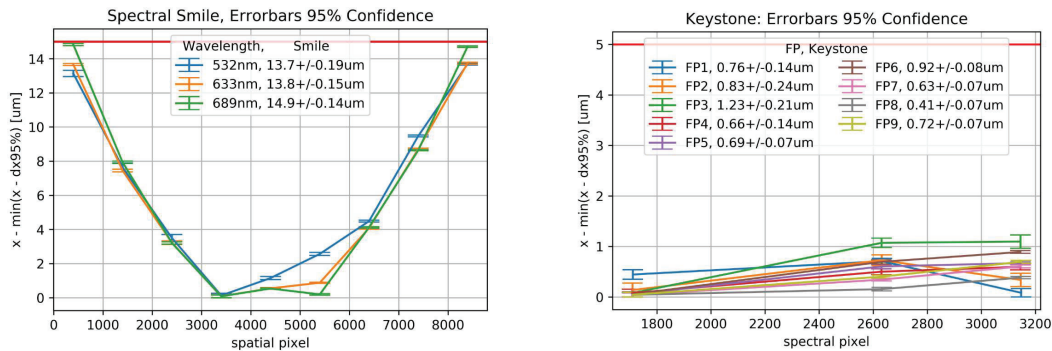 Spectral Smile, Errorbars 95% Confidence
Wavelength, Smile
532nm, 13.7+/-0.19um
633nm, 13.8+/-0.15um
689nm, 14.9+/-0.14um
x - min(x - dx95%) [um]
14
12
10
8
6
4
2
0
0 1000 2000 3000 4000 5000 6000 7000 8000
spatial pixel
Keystone: Errorbars 95% Confidence
FP, Keystone
FP1, 0.76+/-0.14um
FP2, 0.83+/-0.24um
FP3, 1.23+/-0.21um
FP4, 0.66+/-0.14um
FP5, 0.69+/-0.07um
FP6, 0.92+/-0.08um
FP7, 0.63+/-0.07um
FP8, 0.41+/-0.07um
FP9, 0.72+/-0.07um
x - min(x - dx95%) [um]
5
4
3
2
1
0
1800 2000 2200 2400 2600 2800 3000 3200
spectral pixel